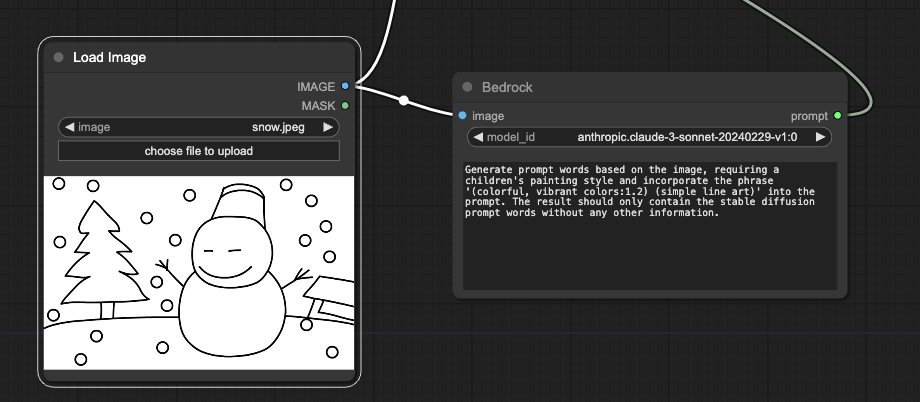 Load Image
IMAGE
MASK
image snow.jpeg
choose file to upload
Bedrock
image prompt
model_id anthropic.claude-3-sonnet-20240229-v1:0
Generate prompt words based on the image, requiring a
children's painting style and incorporate the phrase
'(colorful, vibrant colors:1.2) (simple line art)' into the
prompt. The result should only contain the stable diffusion
prompt words without any other information.